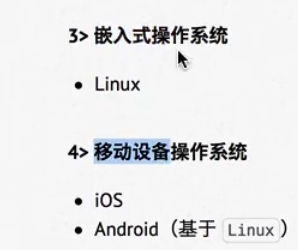 3> 嵌入式操作系统
• Linux
4> 移动设备操作系统
• iOS
• Android（基于 Linux）